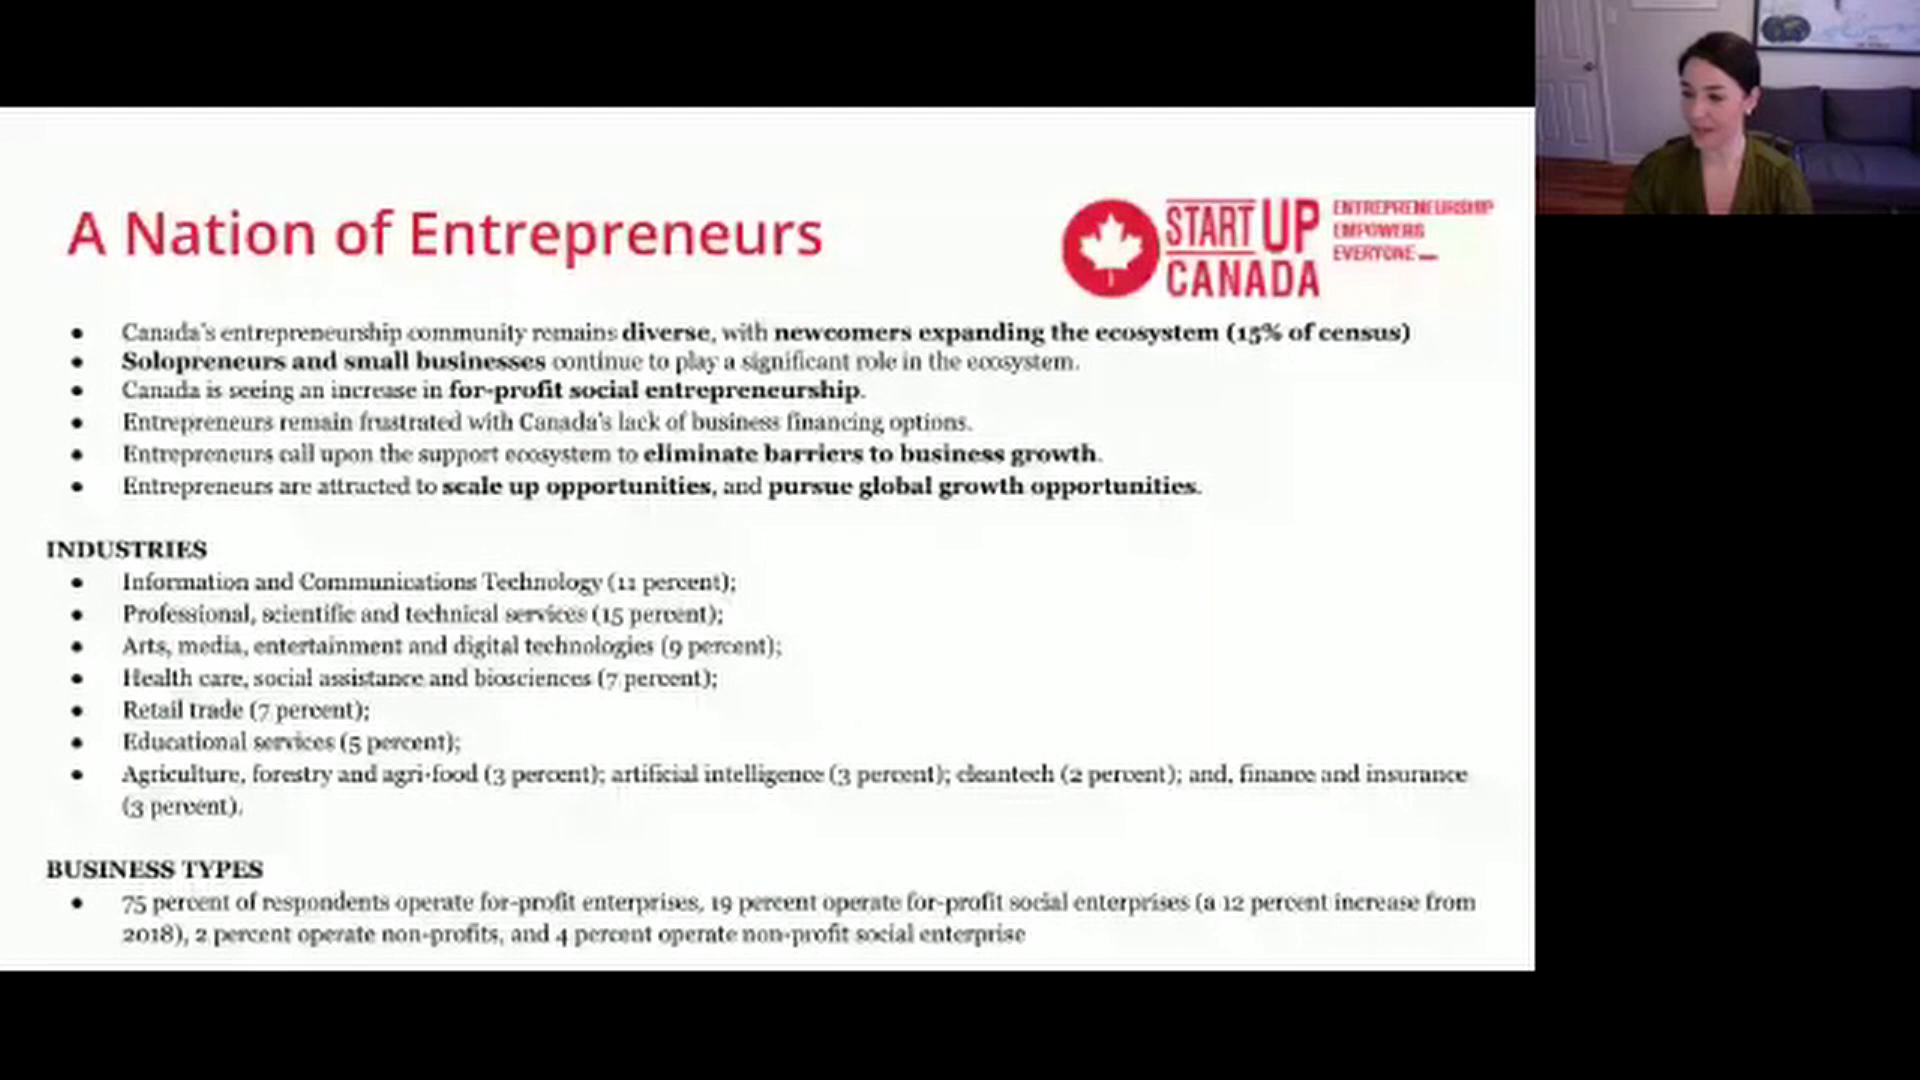 A Nation of Entrepreneurs
START UP
CANADA
ENTREPRENEURSHIP
EMPOWERS
EVERYONE
● Canada's entrepreneurship community remains diverse, with newcomers expanding the ecosystem (15% of census)
● Solopreneurs and small businesses continue to play a significant role in the ecosystem.
● Canada is seeing an increase in for-profit social entrepreneurship.
● Entrepreneurs remain frustrated with Canada's lack of business financing options.
● Entrepreneurs call upon the support ecosystem to eliminate barriers to business growth.
● Entrepreneurs are attracted to scale up opportunities, and pursue global growth opportunities.
INDUSTRIES
● Information and Communications Technology (11 percent);
● Professional, scientific and technical services (15 percent);
● Arts, media, entertainment and digital technologies (9 percent);
● Health care, social assistance and biosciences (7 percent);
● Retail trade (7 percent);
● Educational services (5 percent);
● Agriculture, forestry and agri-food (3 percent); artificial intelligence (3 percent); cleantech (2 percent); and, finance and insurance
(3 percent).
BUSINESS TYPES
● 75 percent of respondents operate for-profit enterprises, 19 percent operate for-profit social enterprises (a 12 percent increase from
2018), 2 percent operate non-profits, and 4 percent operate non-profit social enterprise